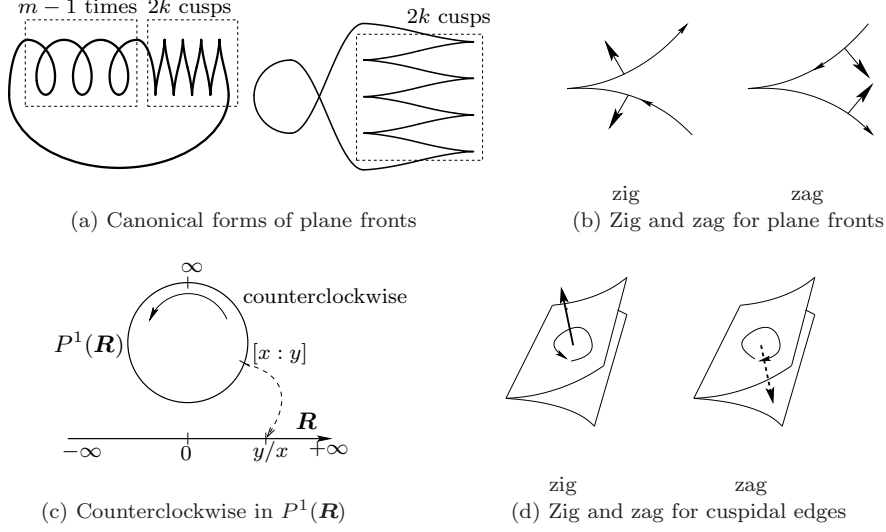 m − 1 times 2k cusps
2k cusps
zig
zag
(a) Canonical forms of plane fronts
(b) Zig and zag for plane fronts
∞
counterclockwise
P¹(R)
[x : y]
R
−∞
0
y/x
+∞
zig
zag
(c) Counterclockwise in P¹(R)
(d) Zig and zag for cuspidal edges